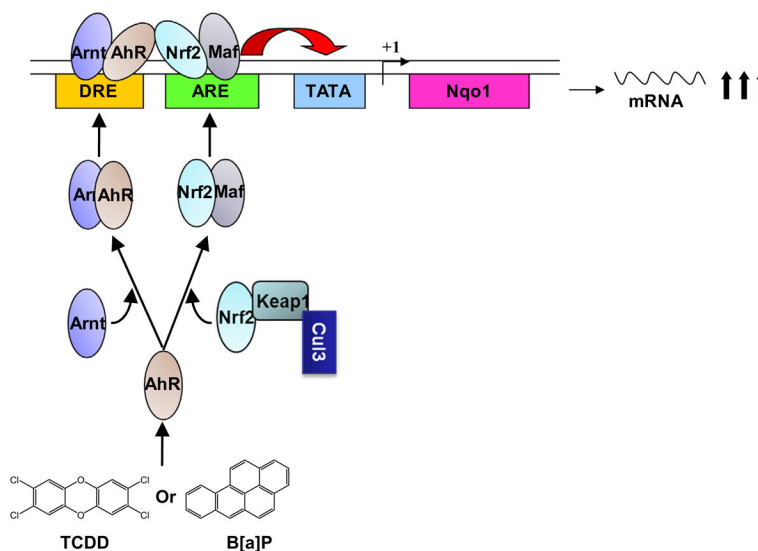 Arnt AhR Nrf2 Maf
+1
DRE ARE TATA Nqo1
mRNA
Ar AhR Nrf2 Maf
Arnt Nrf2 Keap1
Cul3
AhR
Cl O Cl
Cl O Cl
Or
TCDD B[a]P